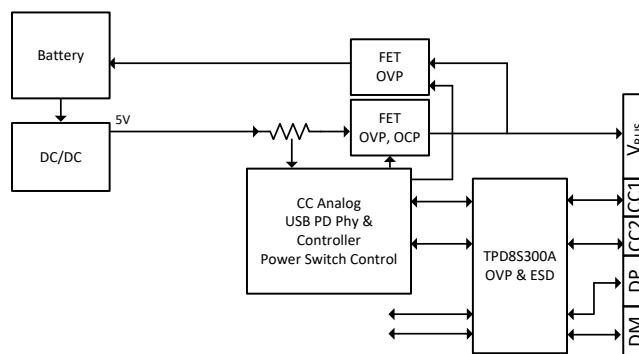 Battery
FET
OVP
5V
FET
OVP, OCP
DC/DC
VBUS
CC Analog
USB PD Phy &
Controller
Power Switch Control
TPD8S300A
OVP & ESD
CC1
CC2
DP
DM